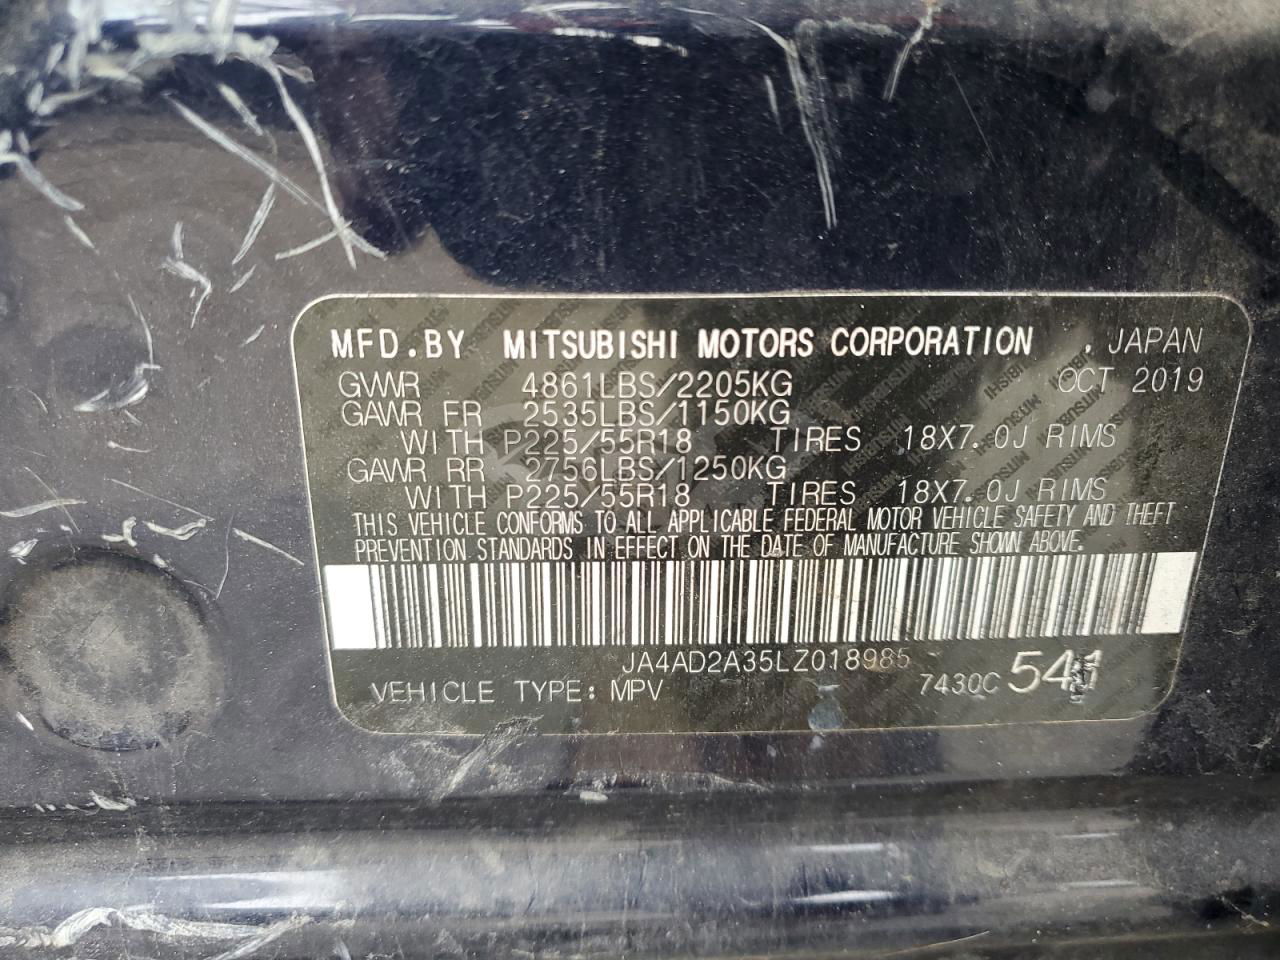 MFD.BY MITSUBISHI MOTORS CORPORATION , JAPAN
GVWR 4861LBS/2205KG OCT 2019
GAWR FR 2535LBS/1150KG
WITH P225/55R18 TIRES 18X7.0J RIMS
GAWR RR 2756LBS/1250KG
WITH P225/55R18 TIRES 18X7.0J RIMS
THIS VEHICLE CONFORMS TO ALL APPLICABLE FEDERAL MOTOR VEHICLE SAFETY AND THEFT
PREVENTION STANDARDS IN EFFECT ON THE DATE OF MANUFACTURE SHOWN ABOVE.
JA4AD2A35LZ018985
VEHICLE TYPE: MPV 7430C 541